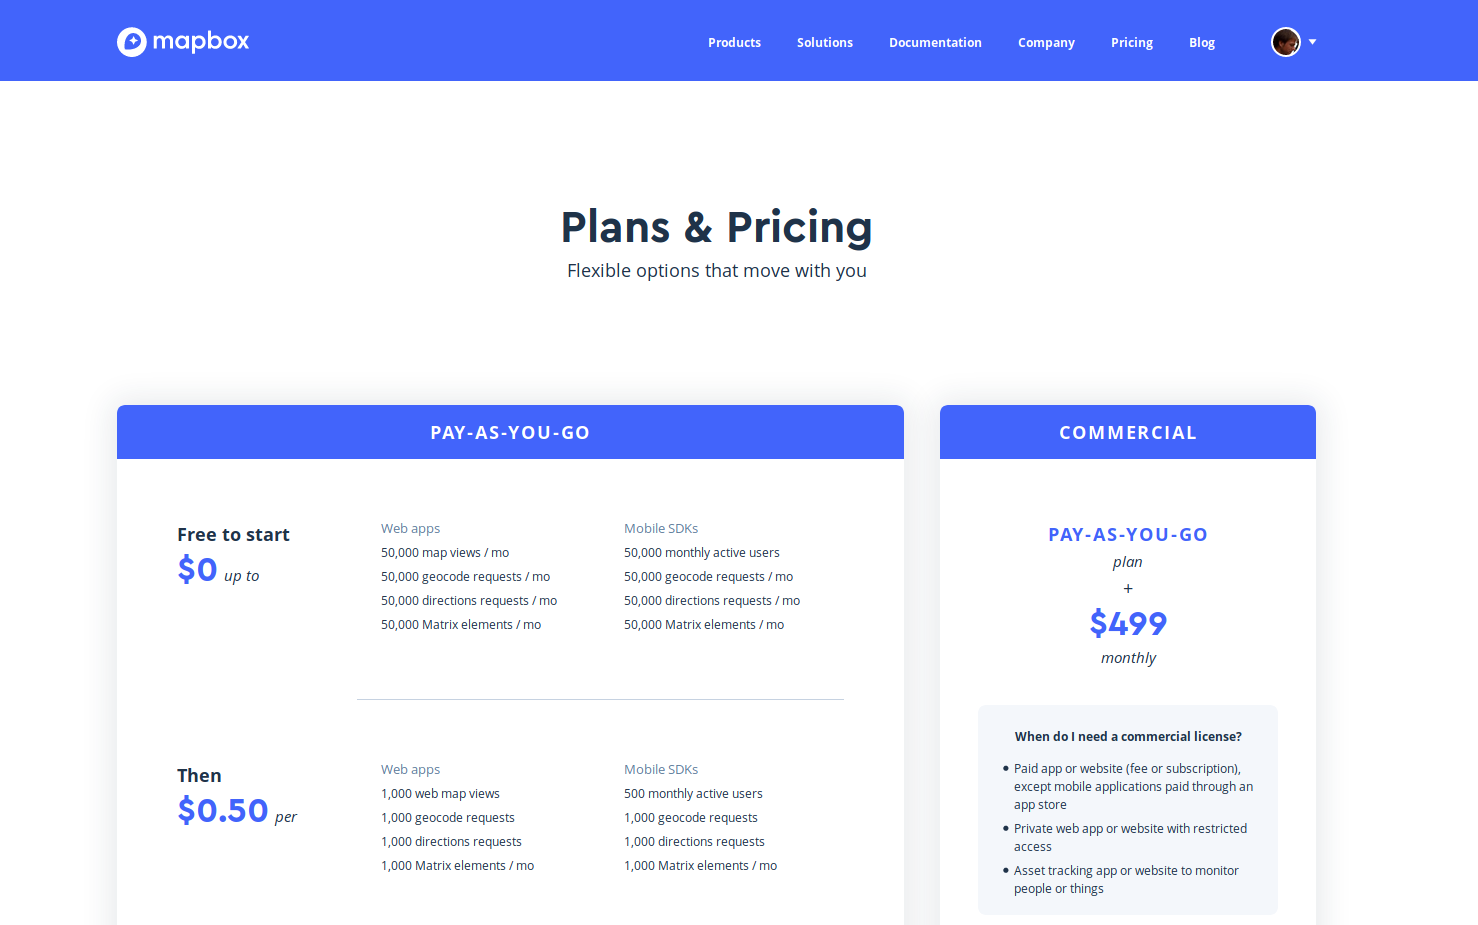 mapbox
Products Solutions Documentation Company Pricing Blog
Plans & Pricing
Flexible options that move with you
PAY-AS-YOU-GO
Free to start
$0 up to
Web apps
50,000 map views / mo
50,000 geocode requests / mo
50,000 directions requests / mo
50,000 Matrix elements / mo
Mobile SDKs
50,000 monthly active users
50,000 geocode requests / mo
50,000 directions requests / mo
50,000 Matrix elements / mo
Then
$0.50 per
Web apps
1,000 web map views
1,000 geocode requests
1,000 directions requests
1,000 Matrix elements / mo
Mobile SDKs
500 monthly active users
1,000 geocode requests
1,000 directions requests
1,000 Matrix elements / mo
COMMERCIAL
PAY-AS-YOU-GO
plan
+
$499
monthly
When do I need a commercial license?
• Paid app or website (fee or subscription),
except mobile applications paid through an
app store
• Private web app or website with restricted
access
• Asset tracking app or website to monitor
people or things